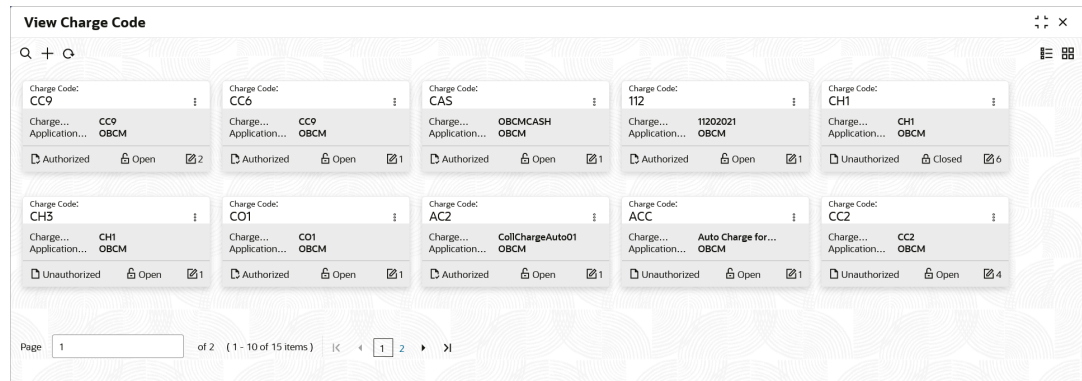 View Charge Code
Charge Code:
CC9
Charge... CC9
Application... OBCM
Authorized Open 2
Charge Code:
CC6
Charge... CC9
Application... OBCM
Authorized Open 1
Charge Code:
CAS
Charge... OBCMCASH
Application... OBCM
Authorized Open 1
Charge Code:
112
Charge... 11202021
Application... OBCM
Authorized Open 1
Charge Code:
CH1
Charge... CH1
Application... OBCM
Unauthorized Closed 6
Charge Code:
CH3
Charge... CH1
Application... OBCM
Unauthorized Open 1
Charge Code:
CO1
Charge... CO1
Application... OBCM
Authorized Open 1
Charge Code:
AC2
Charge... CollChargeAuto01
Application... OBCM
Authorized Open 1
Charge Code:
ACC
Charge... Auto Charge for...
Application... OBCM
Unauthorized Open 1
Charge Code:
CC2
Charge... CC2
Application... OBCM
Unauthorized Open 4
Page 1 of 2 (1 - 10 of 15 items) 1 2